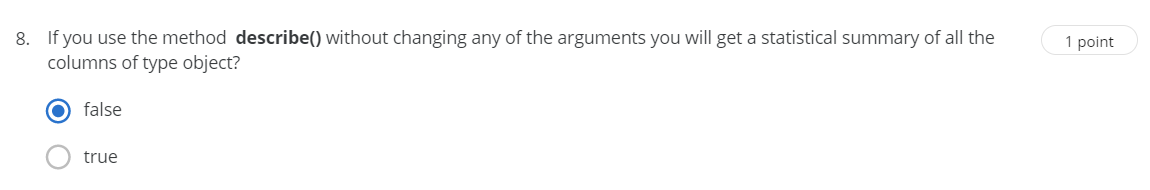 8. If you use the method describe() without changing any of the arguments you will get a statistical summary of all the
columns of type object?
1 point
false
true